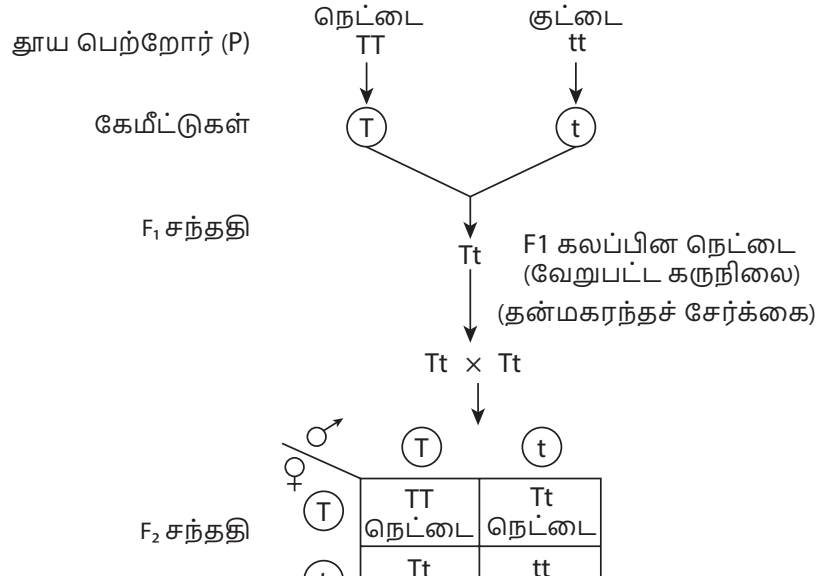 நெட்டை குட்டை
தூய பெற்றோர் (P) TT tt
கேமீட்டுகள் T t
F₁ சந்ததி
Tt F1 கலப்பின நெட்டை
(வேறுபட்ட கருநிலை)
(தன்மகரந்தச் சேர்க்கை)
Tt × Tt
♂ T t
♀
T TT Tt
நெட்டை நெட்டை
F₂ சந்ததி
Tt tt